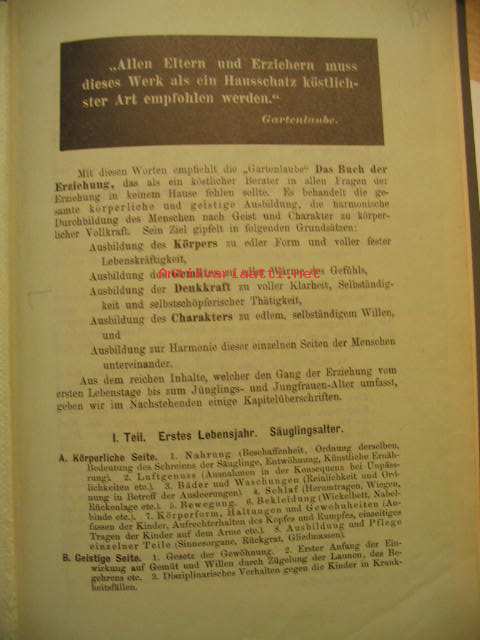 „Allen Eltern und Erziehern muss
dieses Werk als ein Hausschatz köstlich-
ster Art empfohlen werden.“
Gartenlaube.
Mit diesen Worten empfiehlt die „Gartenlaube“ Das Buch der
Erziehung, das als ein köstlicher Berater in allen Fragen der
Erziehung in keinem Hause fehlen sollte. Es behandelt die ge-
samte körperliche und geistige Ausbildung, die harmonische
Durchbildung des Menschen nach Geist und Charakter zu körper-
licher Vollkraft. Sein Ziel gipfelt in folgenden Grundsätzen:
Ausbildung des Körpers zu edler Form und voller fester
Lebenskräftigkeit,
Ausbildung des Gemütes zu aller Wärme des Gefühls,
Ausbildung der Denkkraft zu voller Klarheit, Selbständig-
keit und selbstschöpferischer Thätigkeit,
Ausbildung des Charakters zu edlem, selbständigem Willen,
und
Ausbildung zur Harmonie dieser einzelnen Seiten der Menschen
untereinander.
Aus dem reichen Inhalte, welcher den Gang der Erziehung vom
ersten Lebenstage bis zum Jünglings- und Jungfrauen-Alter umfasst,
geben wir im Nachstehenden einige Kapitelüberschriften.
I. Teil. Erstes Lebensjahr. Säuglingsalter.
A. Körperliche Seite. 1. Nahrung (Beschaffenheit, Ordnung derselben,
Bedeutung des Schreiens der Säuglinge, Entwöhnung, Künstliche Ernäh-
rung). 2. Luftgenuss (Ausnahmen in der Konsequenz bei Unpäss-
lichkeiten etc.). 3. Bäder und Waschungen (Reinlichkeit und Ord-
nung in Betreff der Ausleerungen). 4. Schlaf (Herumtragen, Wiegen,
Rückenlage etc.). 5. Bewegung. 6. Bekleidung (Wickelbett, Nabel-
binde etc.). 7. Körperform, Haltungen und Gewohnheiten (Auf-
fassen der Kinder, Aufrechterhalten des Kopfes und Rumpfes, einseitiges
Tragen der Kinder auf dem Arme etc.). 8. Ausbildung und Pflege
einzelner Teile (Sinnesorgane, Rückgrat, Gliedmassen).
B. Geistige Seite. 1. Gesetz der Gewöhnung. 2. Erster Anfang der Ein-
wirkung auf Gemüt und Willen durch Zügelung der Launen, des Be-
gehrens etc. 3. Disziplinarisches Verhalten gegen die Kinder in Krank-
heitsfällen.